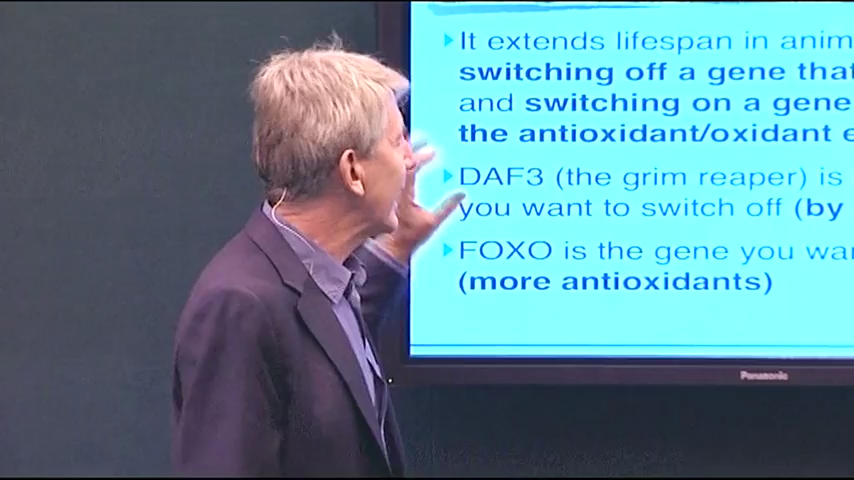 It extends lifespan in anim
switching off a gene that
and switching on a gene
the antioxidant/oxidant e
DAF3 (the grim reaper) is
you want to switch off (by
FOXO is the gene you wan
(more antioxidants)
Panasonic